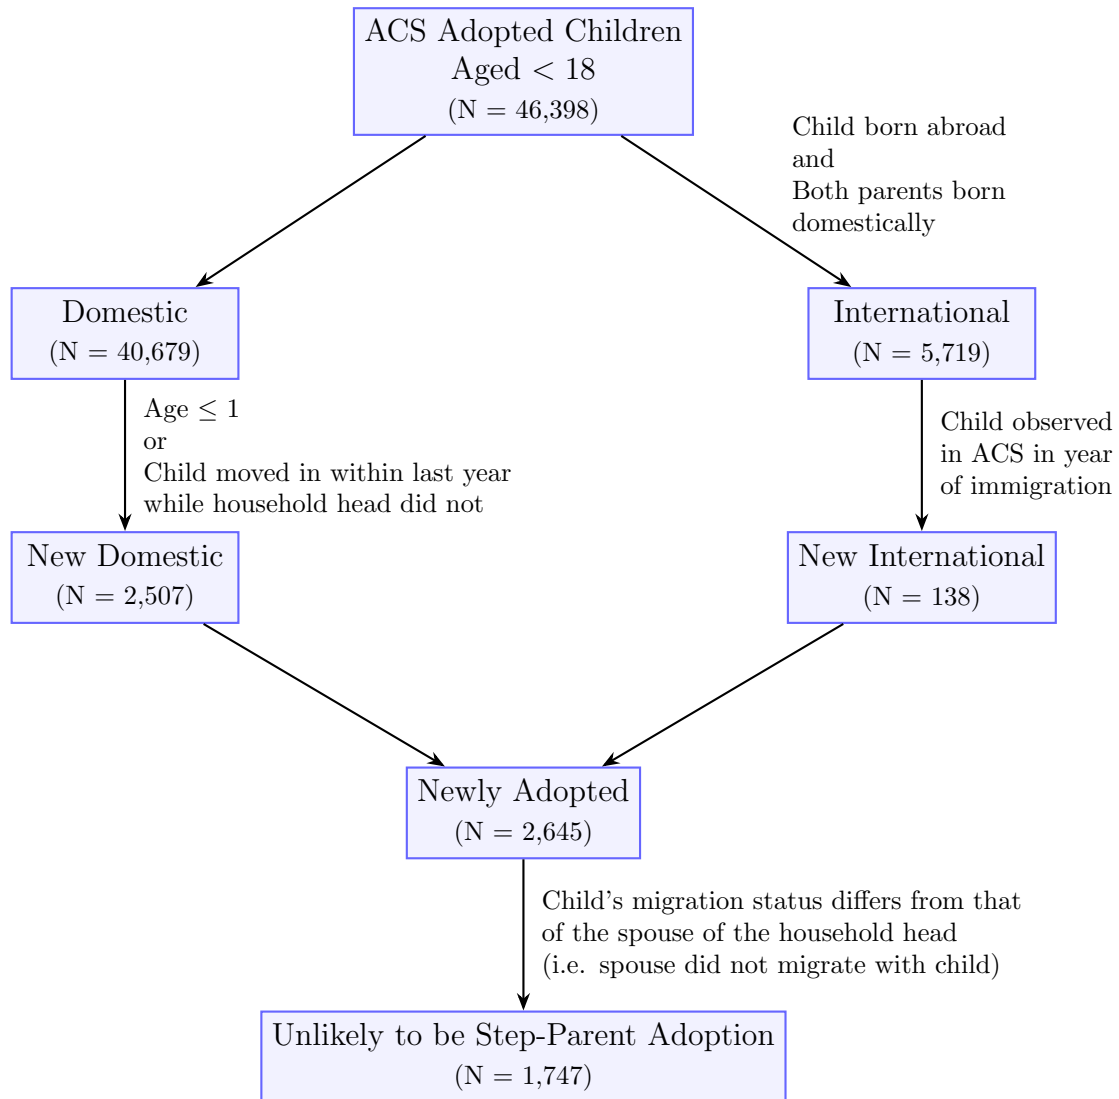 ACS Adopted Children
Aged < 18
(N = 46,398)
Child born abroad
and
Both parents born
domestically
Domestic
(N = 40,679)
International
(N = 5,719)
Age ≤ 1
or
Child moved in within last year
while household head did not
Child observed
in ACS in year
of immigration
New Domestic
(N = 2,507)
New International
(N = 138)
Newly Adopted
(N = 2,645)
Child's migration status differs from that
of the spouse of the household head
(i.e. spouse did not migrate with child)
Unlikely to be Step-Parent Adoption
(N = 1,747)